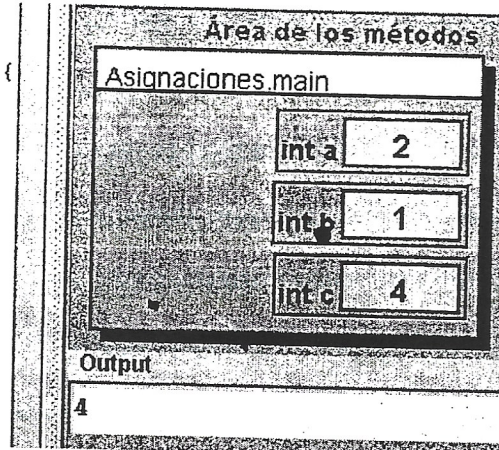 Área de los métodos
{
Asignaciones.main
int a 2
int b 1
int c 4
Output
4